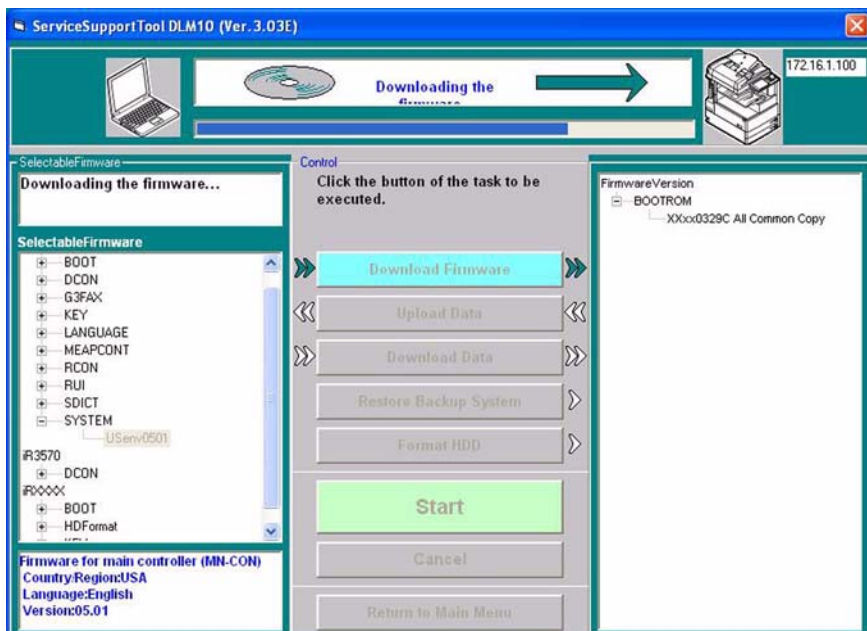 ServiceSupportTool DLM10 (Ver. 3.03E)
Downloading the
172.16.1.100
SelectableFirmware
Downloading the firmware...
SelectableFirmware
BOOT
DCON
G3FAX
KEY
LANGUAGE
MEAPCONT
RCON
RUI
SDICT
SYSTEM
USenv0501
iR3570
DCON
iRXXXX
BOOT
HDFormat
Firmware for main controller (MN-CON)
Country:Region:USA
Language:English
Version:05.01
Control
Click the button of the task to be
executed.
Download Firmware
Upload Data
Download Data
Restore Backup System
Format HDD
Start
Cancel
Return to Main Menu
FirmwareVersion
BOOTROM
XXxx0329C All Common Copy